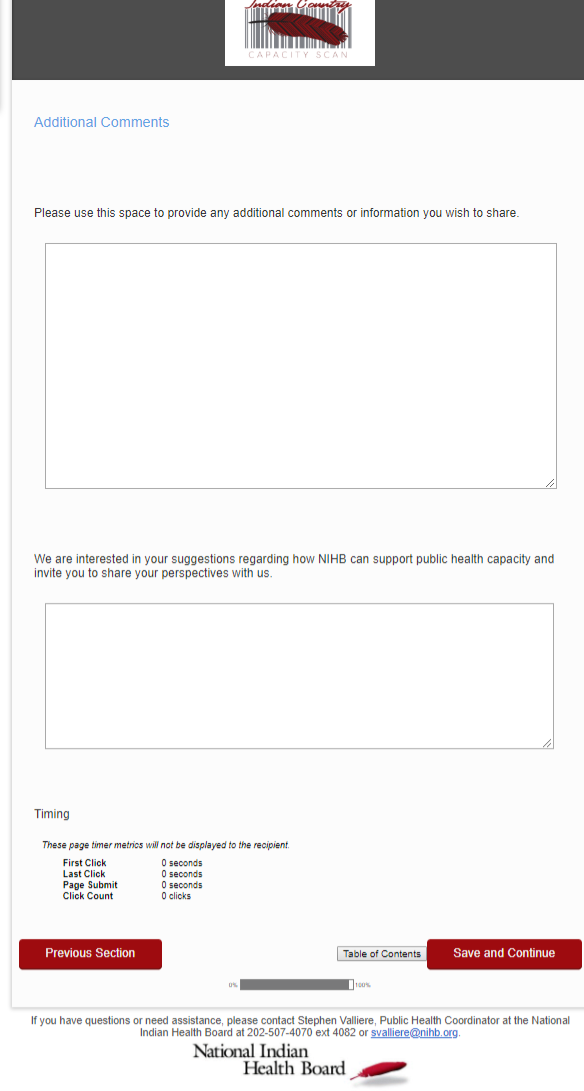 Indian Country
CAPACITY SCAN
Additional Comments
Please use this space to provide any additional comments or information you wish to share.
We are interested in your suggestions regarding how NIHB can support public health capacity and
invite you to share your perspectives with us.
Timing
These page timer metrics will not be displayed to the recipient.
First Click 0 seconds
Last Click 0 seconds
Page Submit 0 seconds
Click Count 0 clicks
Previous Section Table of Contents Save and Continue
0% 100%
If you have questions or need assistance, please contact Stephen Valliere, Public Health Coordinator at the National
Indian Health Board at 202-507-4070 ext 4082 or svalliere@nihb.org.
National Indian
Health Board